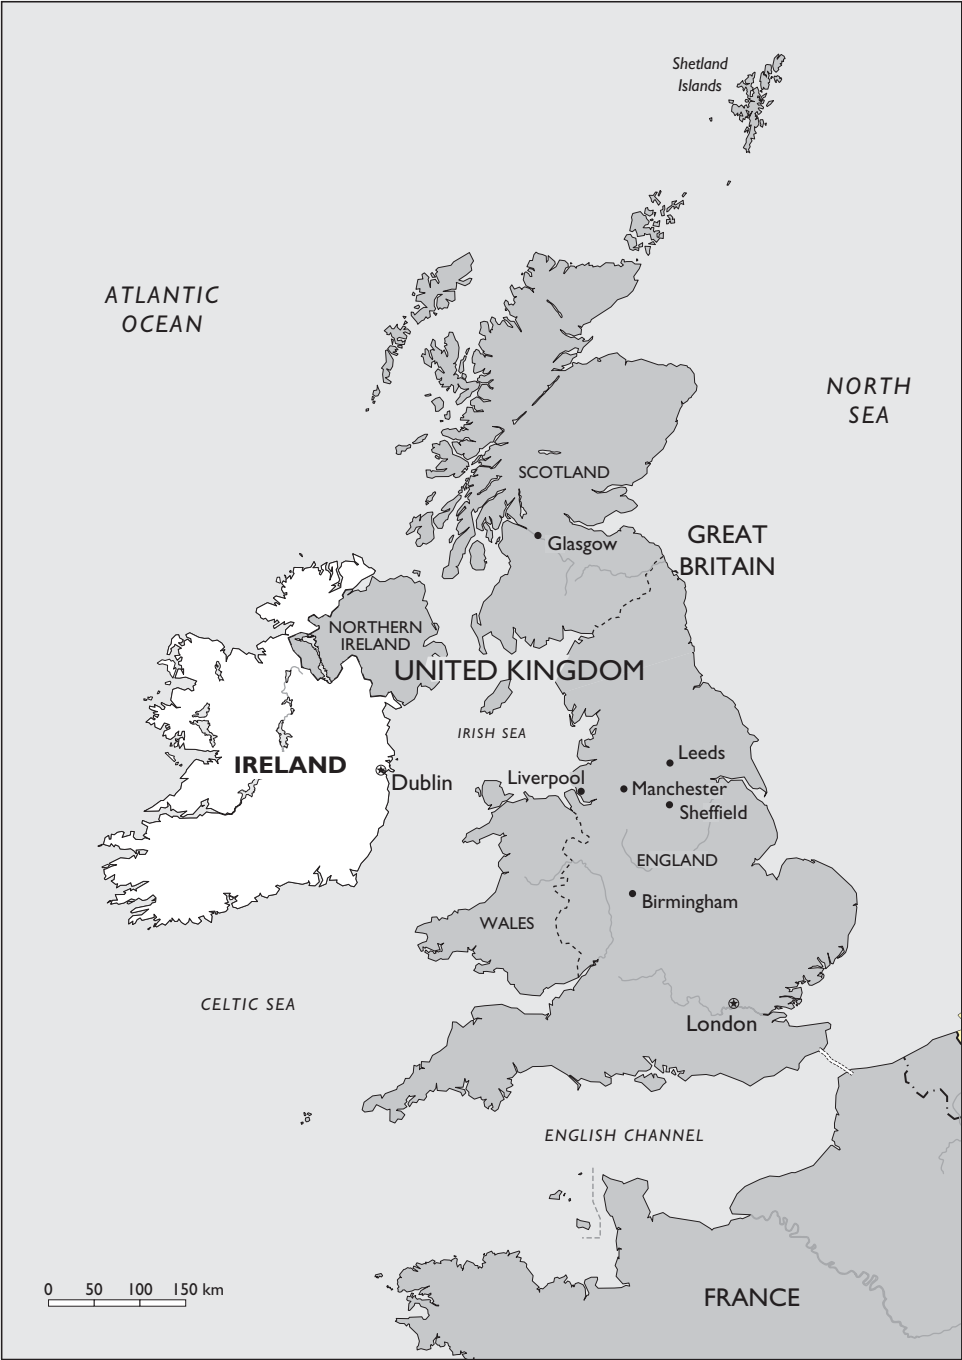 Shetland
Islands
ATLANTIC
OCEAN
NORTH
SEA
SCOTLAND
GREAT
BRITAIN
Glasgow
NORTHERN
IRELAND
UNITED KINGDOM
IRISH SEA
Leeds
IRELAND
Dublin
Liverpool
Manchester
Sheffield
ENGLAND
Birmingham
WALES
CELTIC SEA
London
ENGLISH CHANNEL
0 50 100 150 km
FRANCE